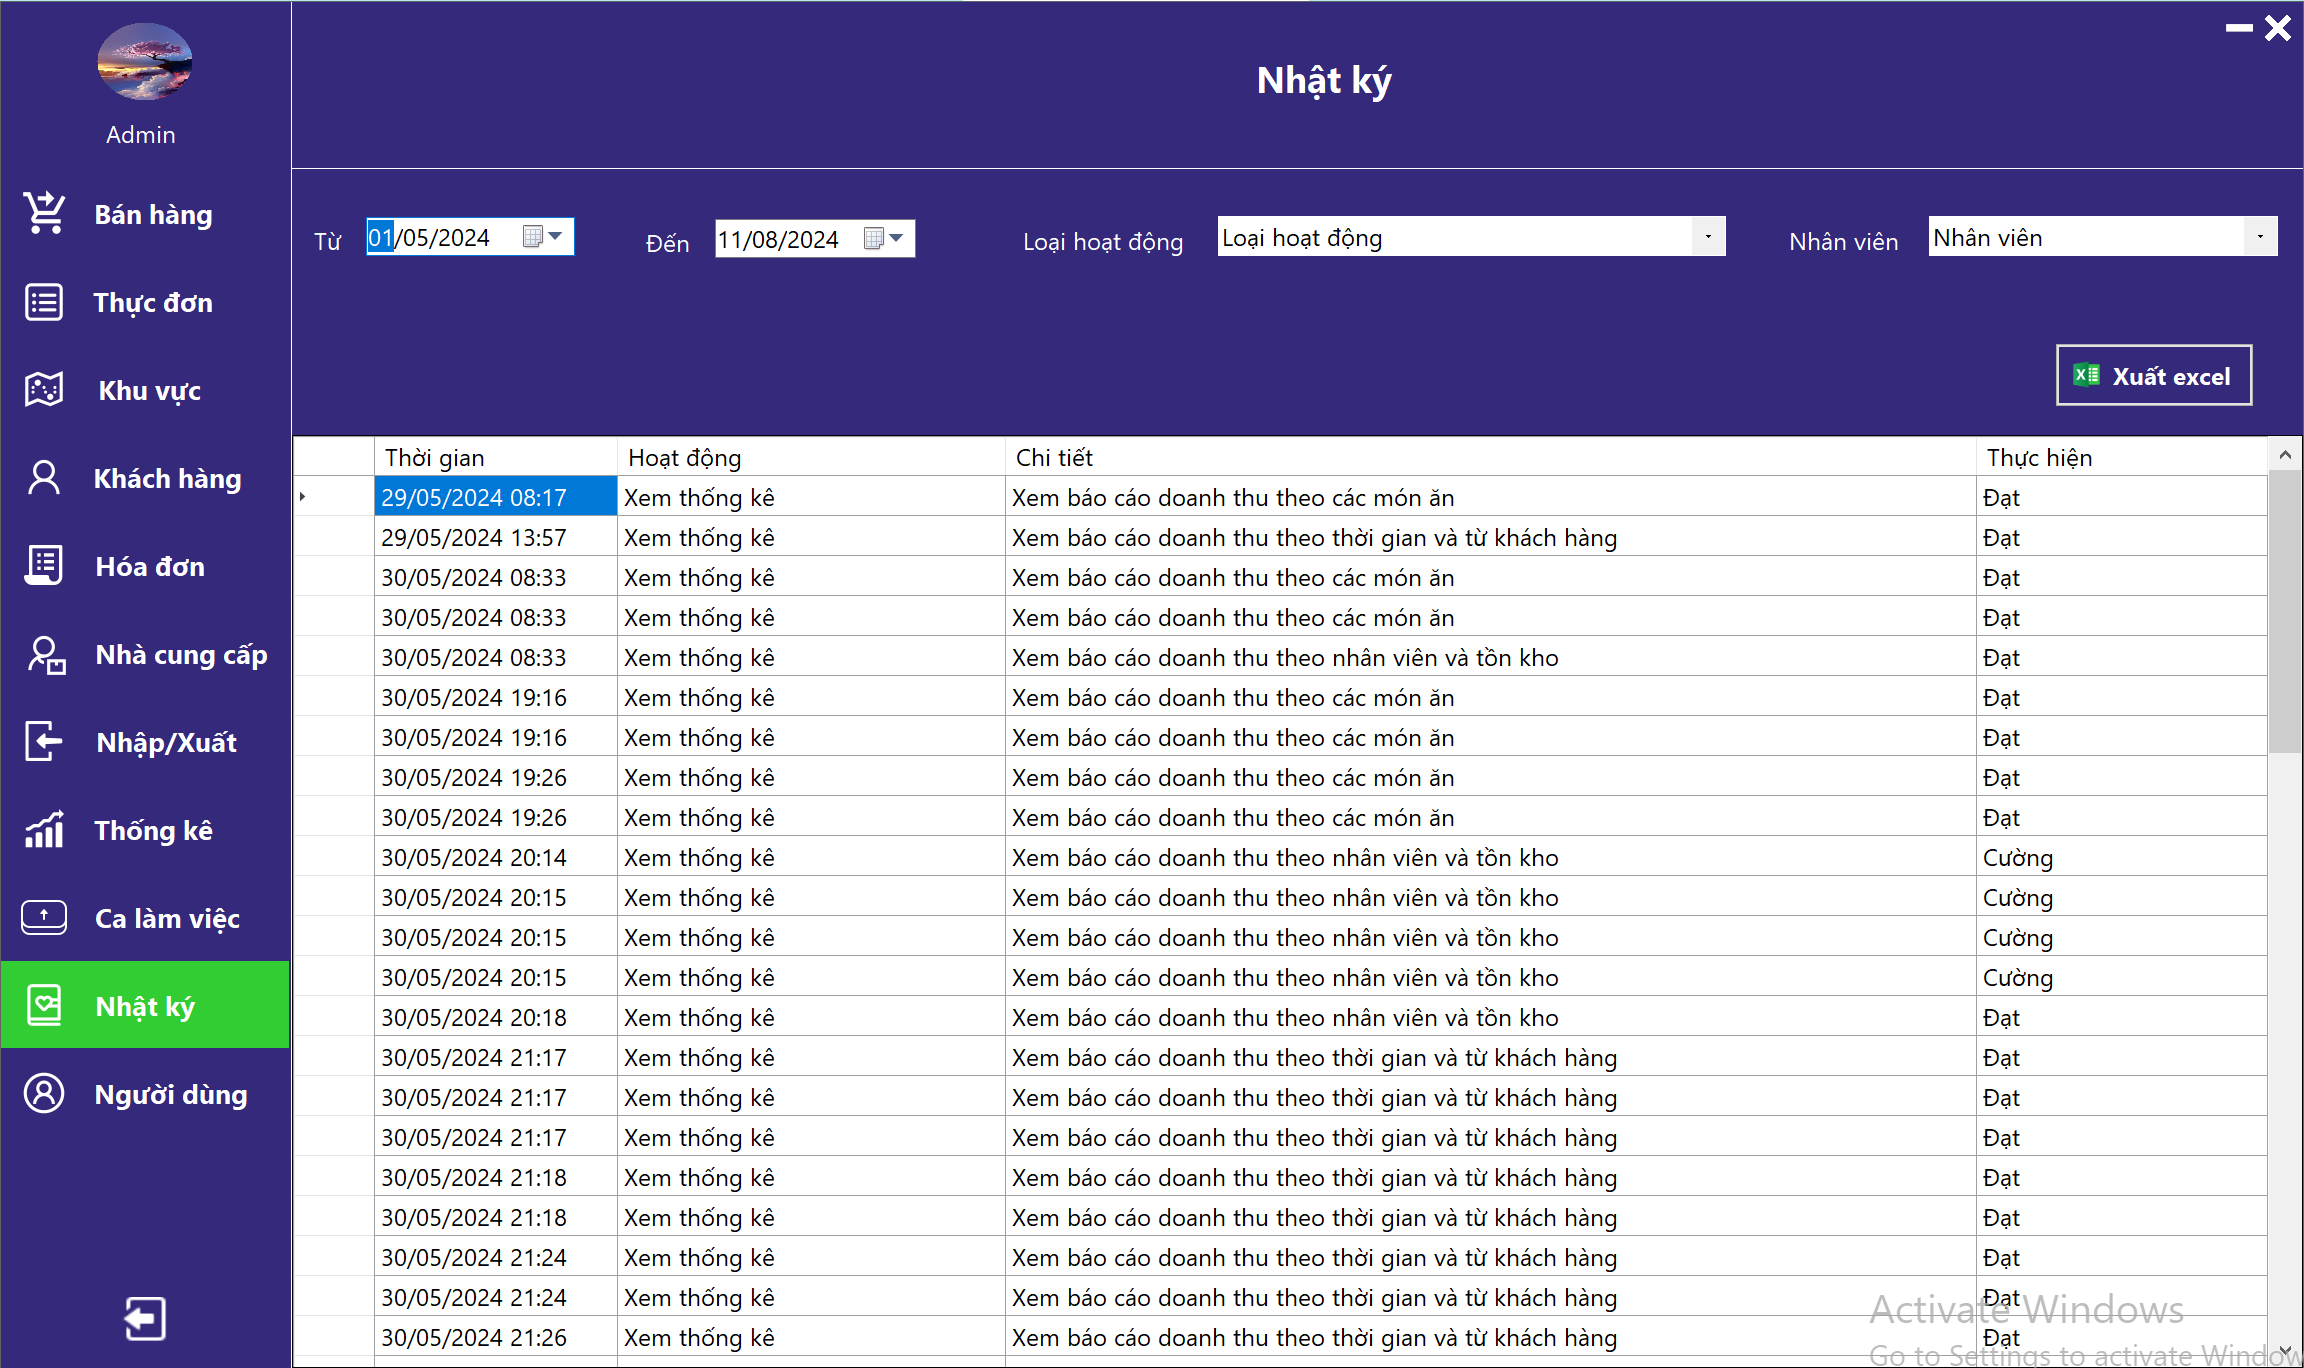 Nhật ký
Admin
Bán hàng
Thực đơn
Khu vực
Khách hàng
Hóa đơn
Nhà cung cấp
Nhập/Xuất
Thống kê
Ca làm việc
Nhật ký
Người dùng
Từ 01/05/2024 Đến 11/08/2024 Loại hoạt động Loại hoạt động Nhân viên Nhân viên
Xuất excel
Thời gian Hoạt động Chi tiết Thực hiện
29/05/2024 08:17 Xem thống kê Xem báo cáo doanh thu theo các món ăn Đạt
29/05/2024 13:57 Xem thống kê Xem báo cáo doanh thu theo thời gian và từ khách hàng Đạt
30/05/2024 08:33 Xem thống kê Xem báo cáo doanh thu theo các món ăn Đạt
30/05/2024 08:33 Xem thống kê Xem báo cáo doanh thu theo các món ăn Đạt
30/05/2024 08:33 Xem thống kê Xem báo cáo doanh thu theo nhân viên và tồn kho Đạt
30/05/2024 19:16 Xem thống kê Xem báo cáo doanh thu theo các món ăn Đạt
30/05/2024 19:16 Xem thống kê Xem báo cáo doanh thu theo các món ăn Đạt
30/05/2024 19:26 Xem thống kê Xem báo cáo doanh thu theo các món ăn Đạt
30/05/2024 19:26 Xem thống kê Xem báo cáo doanh thu theo các món ăn Đạt
30/05/2024 20:14 Xem thống kê Xem báo cáo doanh thu theo nhân viên và tồn kho Cường
30/05/2024 20:15 Xem thống kê Xem báo cáo doanh thu theo nhân viên và tồn kho Cường
30/05/2024 20:15 Xem thống kê Xem báo cáo doanh thu theo nhân viên và tồn kho Cường
30/05/2024 20:15 Xem thống kê Xem báo cáo doanh thu theo nhân viên và tồn kho Cường
30/05/2024 20:18 Xem thống kê Xem báo cáo doanh thu theo nhân viên và tồn kho Đạt
30/05/2024 21:17 Xem thống kê Xem báo cáo doanh thu theo thời gian và từ khách hàng Đạt
30/05/2024 21:17 Xem thống kê Xem báo cáo doanh thu theo thời gian và từ khách hàng Đạt
30/05/2024 21:17 Xem thống kê Xem báo cáo doanh thu theo thời gian và từ khách hàng Đạt
30/05/2024 21:18 Xem thống kê Xem báo cáo doanh thu theo thời gian và từ khách hàng Đạt
30/05/2024 21:18 Xem thống kê Xem báo cáo doanh thu theo thời gian và từ khách hàng Đạt
30/05/2024 21:24 Xem thống kê Xem báo cáo doanh thu theo thời gian và từ khách hàng Đạt
30/05/2024 21:24 Xem thống kê Xem báo cáo doanh thu theo thời gian và từ khách hàng Đạt
30/05/2024 21:26 Xem thống kê Xem báo cáo doanh thu theo thời gian và từ khách hàng Đạt
Activate Windows
Go to Settings to activate Window